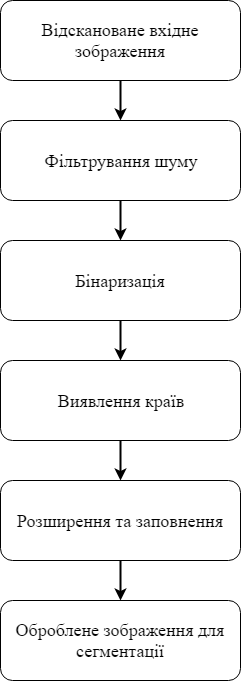 Відскановане вхідне
зображення
Фільтрування шуму
Бінаризація
Виявлення країв
Розширення та заповнення
Оброблене зображення для
сегментації